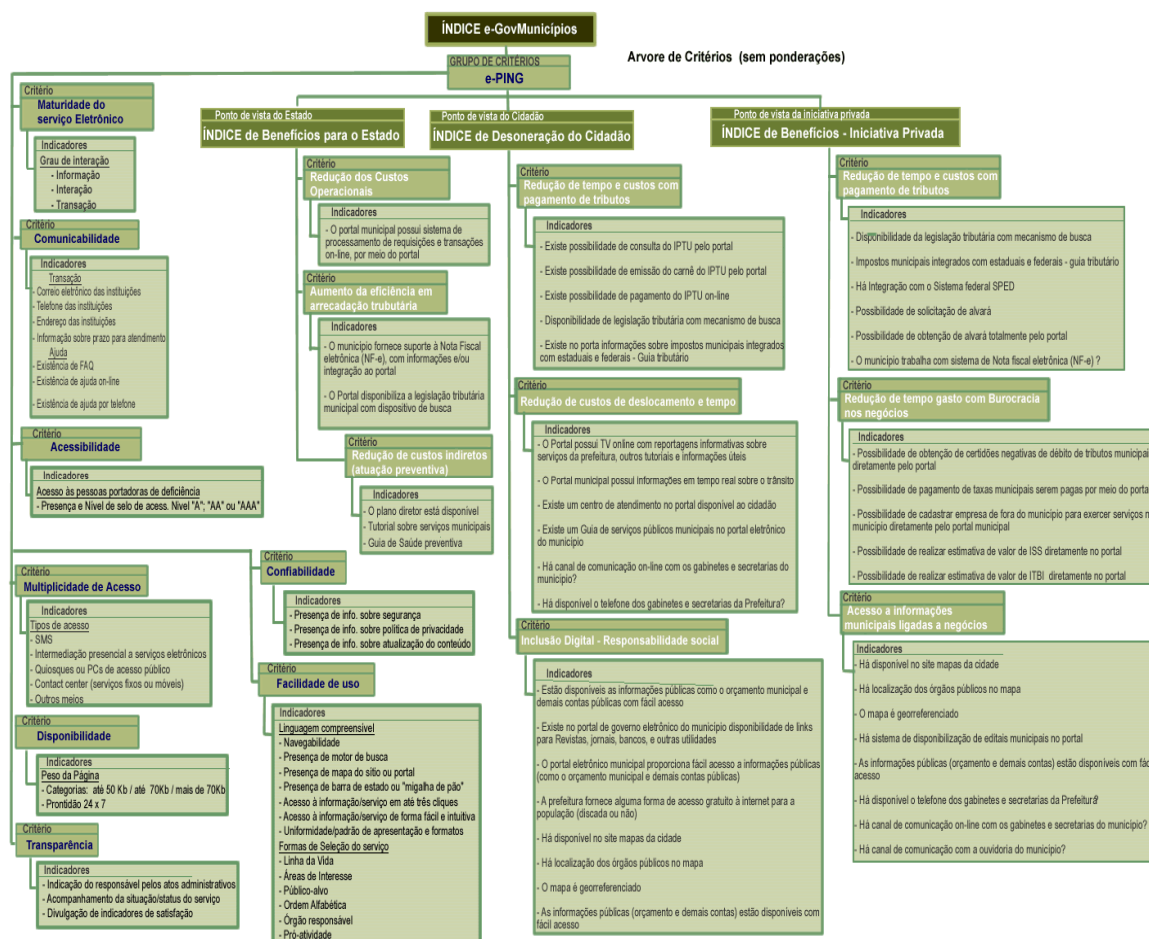 ÍNDICE e-GovMunicípios
Arvore de Critérios (sem ponderações)
GRUPO DE CRITÉRIOS
e-PING
Critério
Maturidade do
serviço Eletrônico
Indicadores
Grau de interação
- Informação
- Interação
- Transação
Critério
Comunicabilidade
Indicadores
Transação
- Correio eletrônico das instituições
- Telefone das instituições
- Endereço das instituições
- Informação sobre prazo para atendimento
Ajuda
- Existência de FAQ
- Existência de ajuda on-line
- Existência de ajuda por telefone
Critério
Acessibilidade
Indicadores
Acesso às pessoas portadoras de deficiência
- Presença e Nivel de selo de acess. Nivel "A"; "AA" ou "AAA"
Critério
Multiplicidade de Acesso
Indicadores
Tipos de acesso
- SMS
- Intermediação presencial a serviços eletrônicos
- Quiosques ou PCs de acesso público
- Contact center (serviços fixos ou móveis)
- Outros meios
Critério
Disponibilidade
Indicadores
Peso da Página
- Categorias: até 50 Kb / até 70Kb / mais de 70Kb
- Prontidão 24 x 7
Critério
Transparência
Indicadores
- Indicação do responsável pelos atos administrativos
- Acompanhamento da situação/status do serviço
- Divulgação de indicadores de satisfação
Critério
Confiabilidade
Indicadores
- Presença de info. sobre segurança
- Presença de info. sobre politica de privacidade
- Presença de info. sobre atualização do conteúdo
Critério
Facilidade de uso
Indicadores
Linguagem compreensível
- Navegabilidade
- Presença de motor de busca
- Presença de mapa do sítio ou portal
- Presença de barra de estado ou "migalha de pão"
- Acesso à informação/serviço em até três cliques
- Acesso à informação/serviço de forma fácil e intuitiva
- Uniformidade/padrão de apresentação e formatos
Formas de Seleção do serviço
- Linha da Vida
- Áreas de Interesse
- Público-alvo
- Ordem Alfabética
- Órgão responsável
- Pró-atividade
Ponto de vista do Estado
ÍNDICE de Benefícios para o Estado
Critério
Redução dos Custos
Operacionais
Indicadores
- O portal municipal possui sistema de
processamento de requisições e transações
on-line, por meio do portal
Critério
Aumento da eficiência em
arrecadação trubutária
Indicadores
- O município fornece suporte à Nota Fiscal
eletrônica (NF-e), com informações e/ou
integração ao portal
- O Portal disponibiliza a legislação tributária
municipal com dispositivo de busca
Critério
Redução de custos indiretos
(atuação preventiva)
Indicadores
- O plano diretor está disponível
- Tutorial sobre serviços municipais
- Guia de Saúde preventiva
Ponto de vista do Cidadão
ÍNDICE de Desoneração do Cidadão
Critério
Redução de tempo e custos com
pagamento de tributos
Indicadores
- Existe possibilidade de consulta do IPTU pelo portal
- Existe possibilidade de emissão do carnê do IPTU pelo portal
- Existe possibilidade de pagamento do IPTU on-line
- Disponibilidade de legislação tributária com mecanismo de busca
- Existe no porta informações sobre impostos municipais integrados
com estaduais e federais - Guia tributário
Critério
Redução de custos de deslocamento e tempo
Indicadores
- O Portal possui TV online com reportagens informativas sobre
serviços da prefeitura, outros tutoriais e informações úteis
- O Portal municipal possui informações em tempo real sobre o trânsito
- Existe um centro de atendimento no portal disponível ao cidadão
- Existe um Guia de serviços públicos municipais no portal eletrônico
do municipio
- Há canal de comunicação on-line com os gabinetes e secretarias do
município?
- Há disponível o telefone dos gabinetes e secretarias da Prefeitura?
Critério
Inclusão Digital - Responsabilidade social
Indicadores
- Estão disponíveis as informações públicas como o orçamento municipal e
demais contas públicas com fácil acesso
- Existe no portal de governo eletrônico do município disponibilidade de links
para Revistas, jornais, bancos, e outras utilidades
- O portal eletrônico municipal proporciona fácil acesso a informações públicas
(como o orçamento municipal e demais contas públicas)
- A prefeitura fornece alguma forma de acesso gratuito à internet para a
população (discada ou não)
- Há disponível no site mapas da cidade
- Há localização dos órgãos públicos no mapa
- O mapa é georreferenciado
- As informações públicas (orçamento e demais contas) estão disponíveis com
fácil acesso
Ponto de vista da iniciativa privada
ÍNDICE de Benefícios - Iniciativa Privada
Critério
Redução de tempo e custos com
pagamento de tributos
Indicadores
- Disponibilidade da legislação tributária com mecanismo de busca
- Impostos municipais integrados com estaduais e federais - guia tributário
- Há Integração com o Sistema federal SPED
- Possibilidade de solicitação de alvará
- Possibilidade de obtenção de alvará totalmente pelo portal
- O município trabalha com sistema de Nota fiscal eletrônica (NF-e) ?
Critério
Redução de tempo gasto com Burocracia
nos negócios
Indicadores
- Possibilidade de obtenção de certidões negativas de débito de tributos municipai
diretamente pelo portal
- Possibilidade de pagamento de taxas municipais serem pagas por meio do porta
- Possibilidade de cadastrar empresa de fora do município para exercer serviços n
municipio diretamente pelo portal municipal
- Possibilidade de realizar estimativa de valor de ISS diretamente no portal
- Possibilidade de realizar estimativa de valor de ITBI diretamente no portal
Critério
Acesso a informações
municipais ligadas a negócios
Indicadores
- Há disponível no site mapas da cidade
- Há localização dos órgãos públicos no mapa
- O mapa é georreferenciado
- Há sistema de disponibilização de editais municipais no portal
- As informações públicas (orçamento e demais contas) estão disponíveis com fác
acesso
- Há disponível o telefone dos gabinetes e secretarias da Prefeitura?
- Há canal de comunicação on-line com os gabinetes e secretarias do município?
- Há canal de comunicação com a ouvidoria do município?